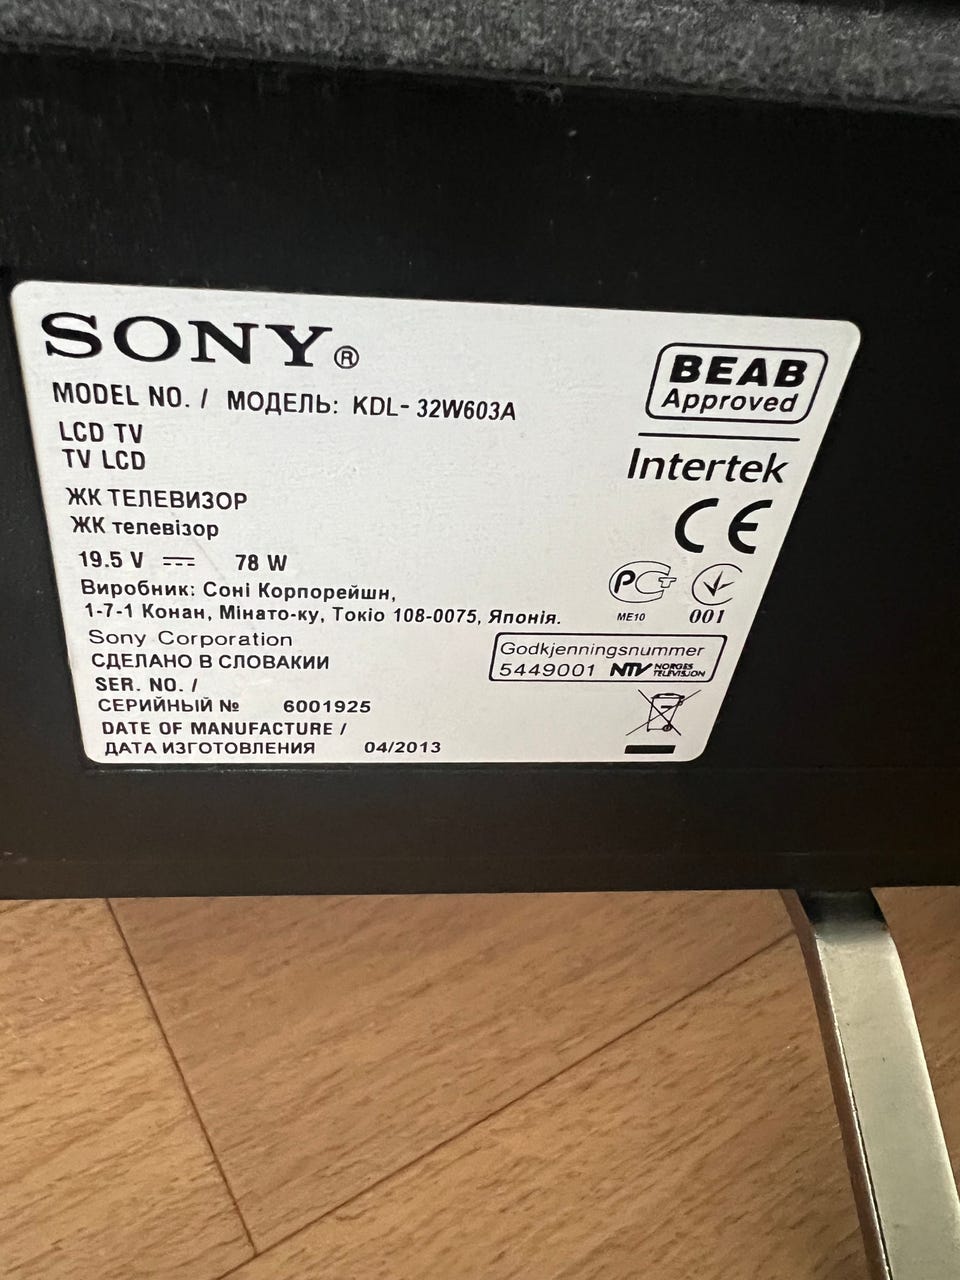 SONY®
MODEL NO. / МОДЕЛЬ: KDL- 32W603A
LCD TV
TV LCD
ЖК ТЕЛЕВИЗОР
ЖК телевізор
19.5 V 78 W
Виробник: Соні Корпорейшн,
1-7-1 Конан, Мінато-ку, Токіо 108-0075, Японія.
Sony Corporation
СДЕЛАНО В СЛОВАКИИ
SER. NO. /
СЕРИЙНЫЙ № 6001925
DATE OF MANUFACTURE /
ДАТА ИЗГОТОВЛЕНИЯ 04/2013
BEAB
Approved
Intertek
CE
РСТ
ME10
001
Godkjenningsnummer
5449001 NTV NORGES
TELEVISJON